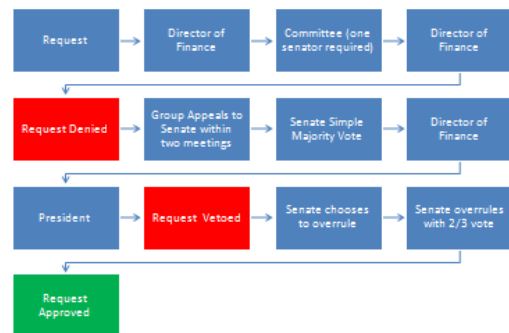 Request
Director of
Finance
Committee (one
senator required)
Director of
Finance
Request Denied
Group Appeals to
Senate within
two meetings
Senate Simple
Majority Vote
Director of
Finance
President
Request Vetoed
Senate chooses
to overrule
Senate overrules
with 2/3 vote
Request
Approved